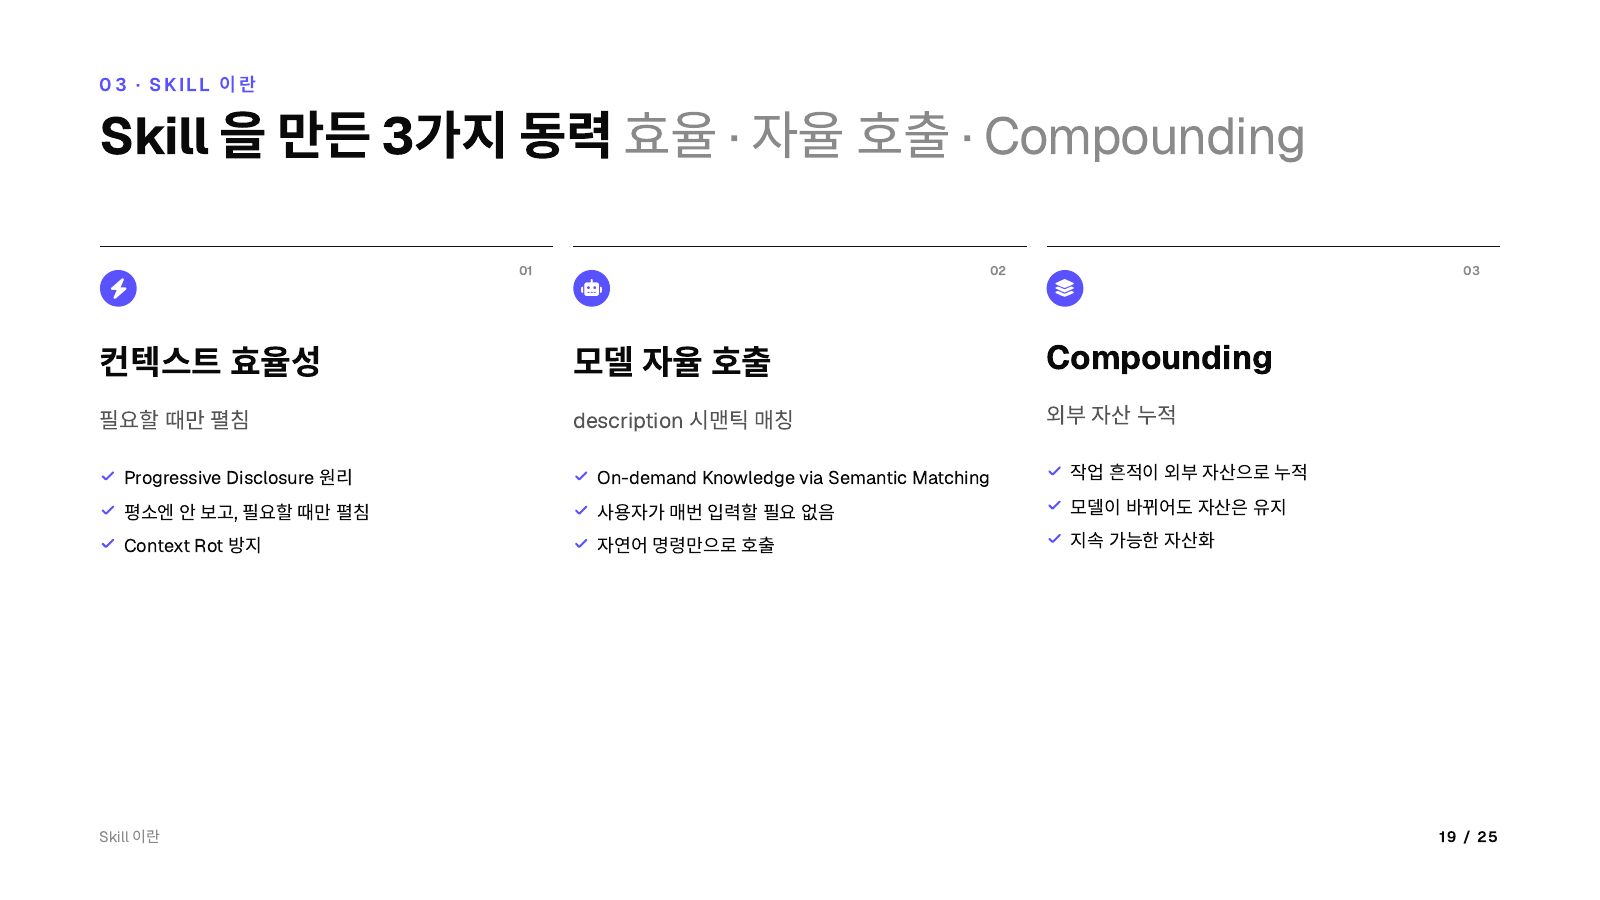 03 · SKILL 이란
Skill 을 만든 3가지 동력 효율 · 자율 호출 · Compounding
01
컨텍스트 효율성
필요할 때만 펼침
Progressive Disclosure 원리
평소엔 안 보고, 필요할 때만 펼침
Context Rot 방지
02
모델 자율 호출
description 시맨틱 매칭
On-demand Knowledge via Semantic Matching
사용자가 매번 입력할 필요 없음
자연어 명령만으로 호출
03
Compounding
외부 자산 누적
작업 흔적이 외부 자산으로 누적
모델이 바뀌어도 자산은 유지
지속 가능한 자산화
Skill 이란
19 / 25